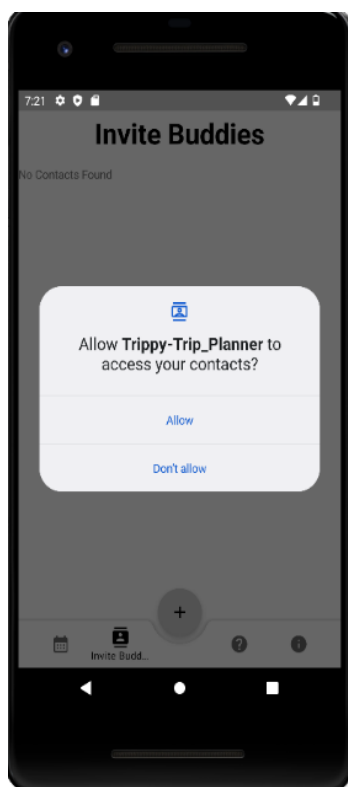 7:21
Invite Buddies
No Contacts Found
Allow Trippy-Trip_Planner to
access your contacts?
Allow
Don't allow
+
Invite Budd...